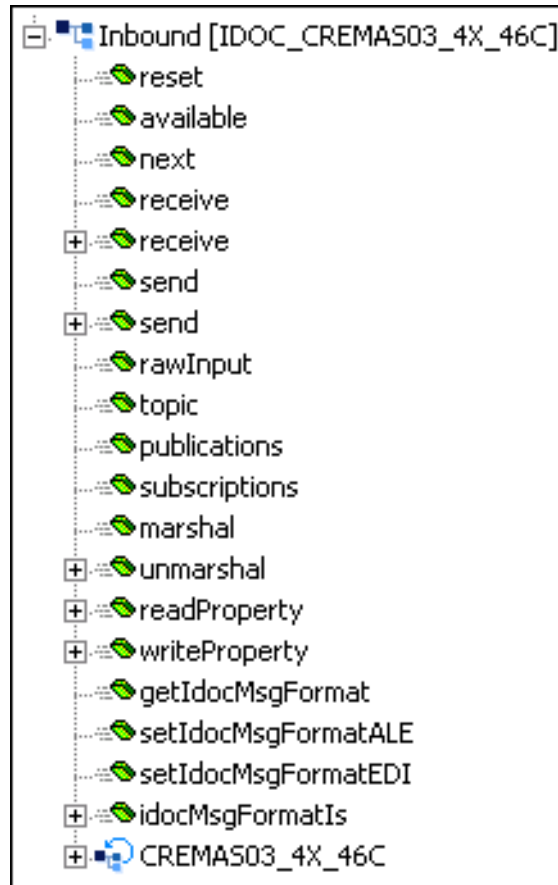 Inbound [IDOC_CREMAS03_4X_46C]
reset
available
next
receive
receive
send
send
rawInput
topic
publications
subscriptions
marshal
unmarshal
readProperty
writeProperty
getIdocMsgFormat
setIdocMsgFormatALE
setIdocMsgFormatEDI
idocMsgFormatIs
CREMAS03_4X_46C